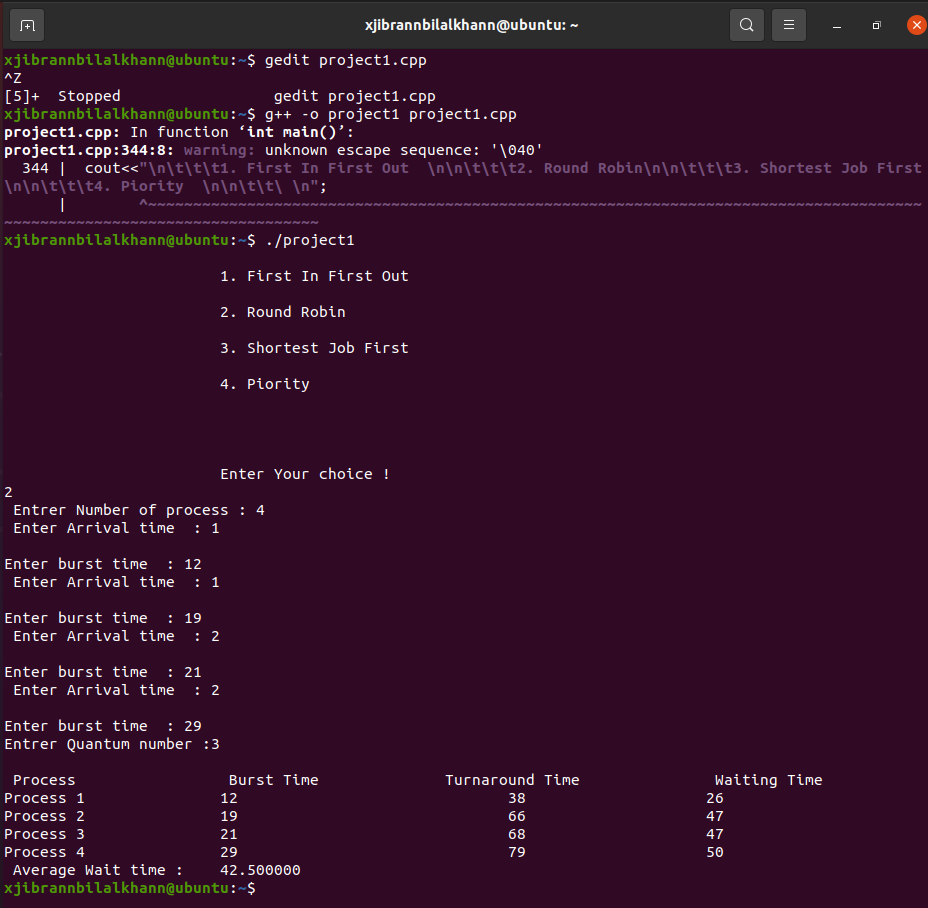 xjibrannbilalkhann@ubuntu: ~
xjibrannbilalkhann@ubuntu:~$ gedit project1.cpp
^Z
[5]+  Stopped                 gedit project1.cpp
xjibrannbilalkhann@ubuntu:~$ g++ -o project1 project1.cpp
project1.cpp: In function ‘int main()’:
project1.cpp:344:8: warning: unknown escape sequence: '\040'
  344 |  cout<<"\n\t\t\t1. First In First Out  \n\n\t\t\t2. Round Robin\n\n\t\t\t3. Shortest Job First
\n\n\t\t\t4. Piority  \n\n\t\t\ \n";
      |        ^~~~~~~~~~~~~~~~~~~~~~~~~~~~~~~~~~~~~~~~~~~~~~~~~~~~~~~~~~~~~~~~~~~~~~~~~~~~~~~~~~~~~~~
~~~~~~~~~~~~~~~~~~~~~~~~~~~~~~~~~~~
xjibrannbilalkhann@ubuntu:~$ ./project1
1. First In First Out
2. Round Robin
3. Shortest Job First
4. Piority
Enter Your choice !
2
 Entrer Number of process : 4
 Enter Arrival time  : 1
Enter burst time  : 12
 Enter Arrival time  : 1
Enter burst time  : 19
 Enter Arrival time  : 2
Enter burst time  : 21
 Enter Arrival time  : 2
Enter burst time  : 29
Entrer Quantum number :3
 Process                 Burst Time              Turnaround Time               Waiting Time
Process 1               12                              38                    26
Process 2               19                              66                    47
Process 3               21                              68                    47
Process 4               29                              79                    50
 Average Wait time :    42.500000
xjibrannbilalkhann@ubuntu:~$